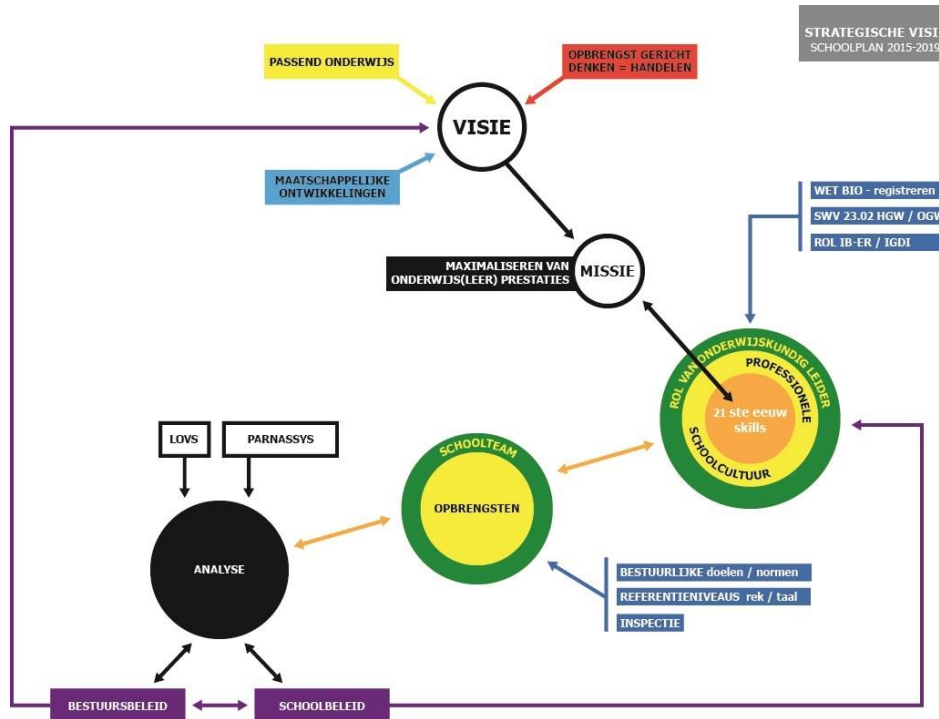 STRATEGISCHE VISI
SCHOOLPLAN 2015-2019
PASSEND ONDERWIJS
OPBRENGST GERICHT
DENKEN = HANDELEN
VISIE
MAATSCHAPPELIJKE
ONTWIKKELINGEN
WET BIO - registreren
SWV 23.02 HGW / OGW
ROL IB-ER / IGDI
MAXIMALISEREN VAN
ONDERWIJS(LEER) PRESTATIES
MISSIE
ROL VAN ONDERWIJSKUNDIG LEIDER
PROFESSIONELE
SCHOOLCULTUUR
21 ste eeuw
skills
LOVS
PARNASSYS
SCHOOLTEAM
OPBRENGSTEN
ANALYSE
BESTUURLIJKE doelen / normen
REFERENTIENIVEAUS rek / taal
INSPECTIE
BESTUURSBELEID
SCHOOLBELEID